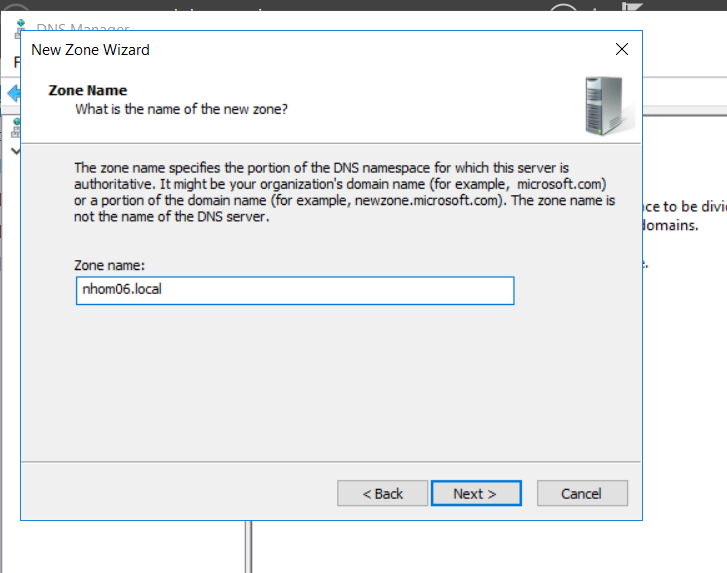 DNS Manager
New Zone Wizard
Zone Name
What is the name of the new zone?
The zone name specifies the portion of the DNS namespace for which this server is
authoritative. It might be your organization's domain name (for example,  microsoft.com)
or a portion of the domain name (for example, newzone.microsoft.com). The zone name is
not the name of the DNS server.
to be
Zone name:
nhom06.local
< Back
Next >
Cancel